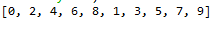 [0, 2, 4, 6, 8, 1, 3, 5, 7, 9]